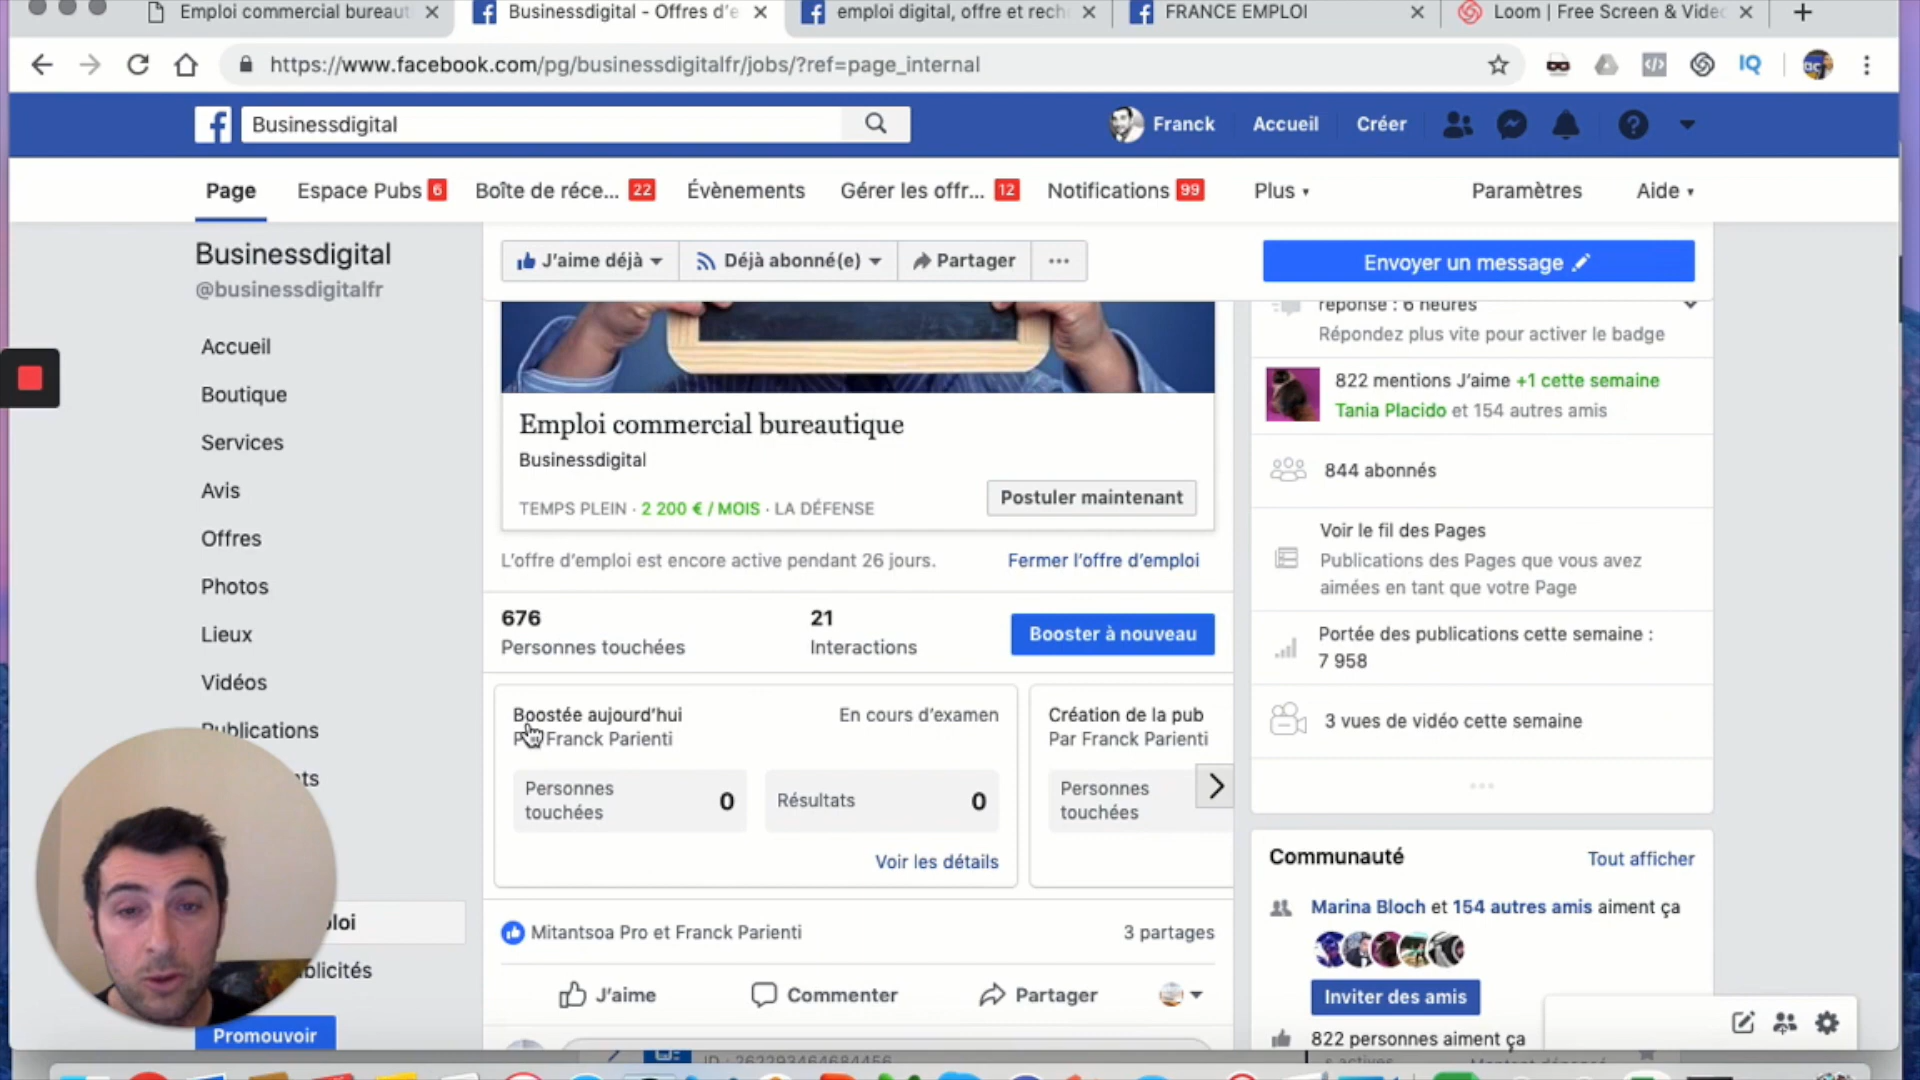 Emploi commercial bureaut
Businessdigital - Offres d'e
emploi digital, offre et rech
FRANCE EMPLOI
Loom | Free Screen & Vide
https://www.facebook.com/pg/businessdigitalfr/jobs/?ref=page_internal
IQ
Businessdigital
Franck
Accueil
Créer
Page
Espace Pubs 6
Boîte de réce... 22
Évènements
Gérer les offr... 12
Notifications 99
Plus
Paramètres
Aide
Businessdigital
@businessdigitalfr
Accueil
Boutique
Services
Avis
Offres
Photos
Lieux
Vidéos
Publications
ts
loi
blicités
Promouvoir
J'aime déjà
Déjà abonné(e)
Partager
...
Envoyer un message
Emploi commercial bureautique
Businessdigital
TEMPS PLEIN · 2 200 € / MOIS · LA DÉFENSE
Postuler maintenant
L'offre d'emploi est encore active pendant 26 jours.
Fermer l'offre d'emploi
676
Personnes touchées
21
Interactions
Booster à nouveau
Boostée aujourd'hui
En cours d'examen
Franck Parienti
Personnes touchées 0
Résultats 0
Voir les détails
Création de la pub
Par Franck Parienti
Personnes
touchées
Mitantsoa Pro et Franck Parienti
3 partages
J'aime
Commenter
Partager
réponse : 6 heures
Répondez plus vite pour activer le badge
822 mentions J'aime +1 cette semaine
Tania Placido et 154 autres amis
844 abonnés
Voir le fil des Pages
Publications des Pages que vous avez
aimées en tant que votre Page
Portée des publications cette semaine :
7 958
3 vues de vidéo cette semaine
...
Communauté
Tout afficher
Marina Bloch et 154 autres amis aiment ça
Inviter des amis
822 personnes aiment ça
ID : 262293464684456